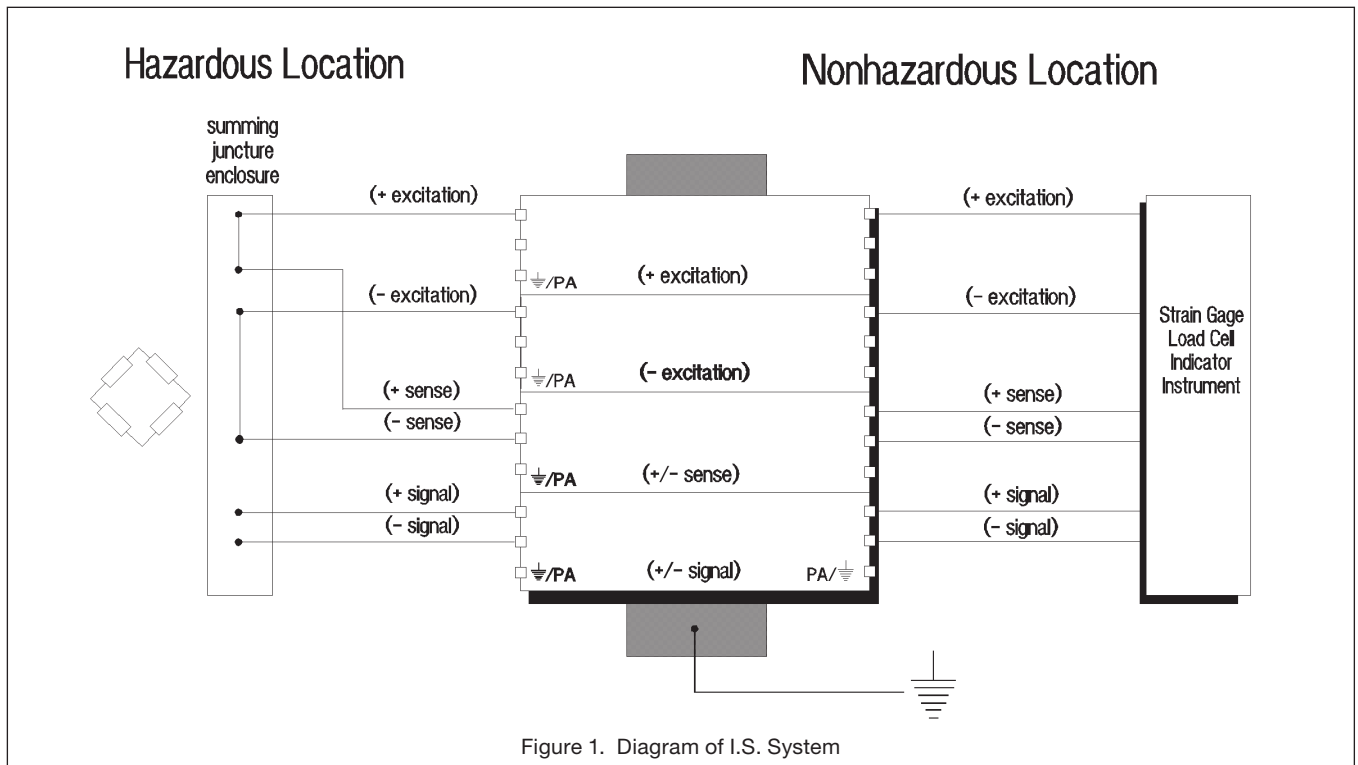 Hazardous Location
Nonhazardous Location
summing
juncture
enclosure
(+ excitation)
(+ excitation)
⏚/PA
(+ excitation)
(- excitation)
(- excitation)
Strain Gage
Load Cell
Indicator
Instrument
⏚/PA
(- excitation)
(+ sense)
(+ sense)
(- sense)
(- sense)
⏚/PA
(+/- sense)
(+ signal)
(+ signal)
(- signal)
(- signal)
⏚/PA
(+/- signal)
PA/⏚
Figure 1. Diagram of I.S. System